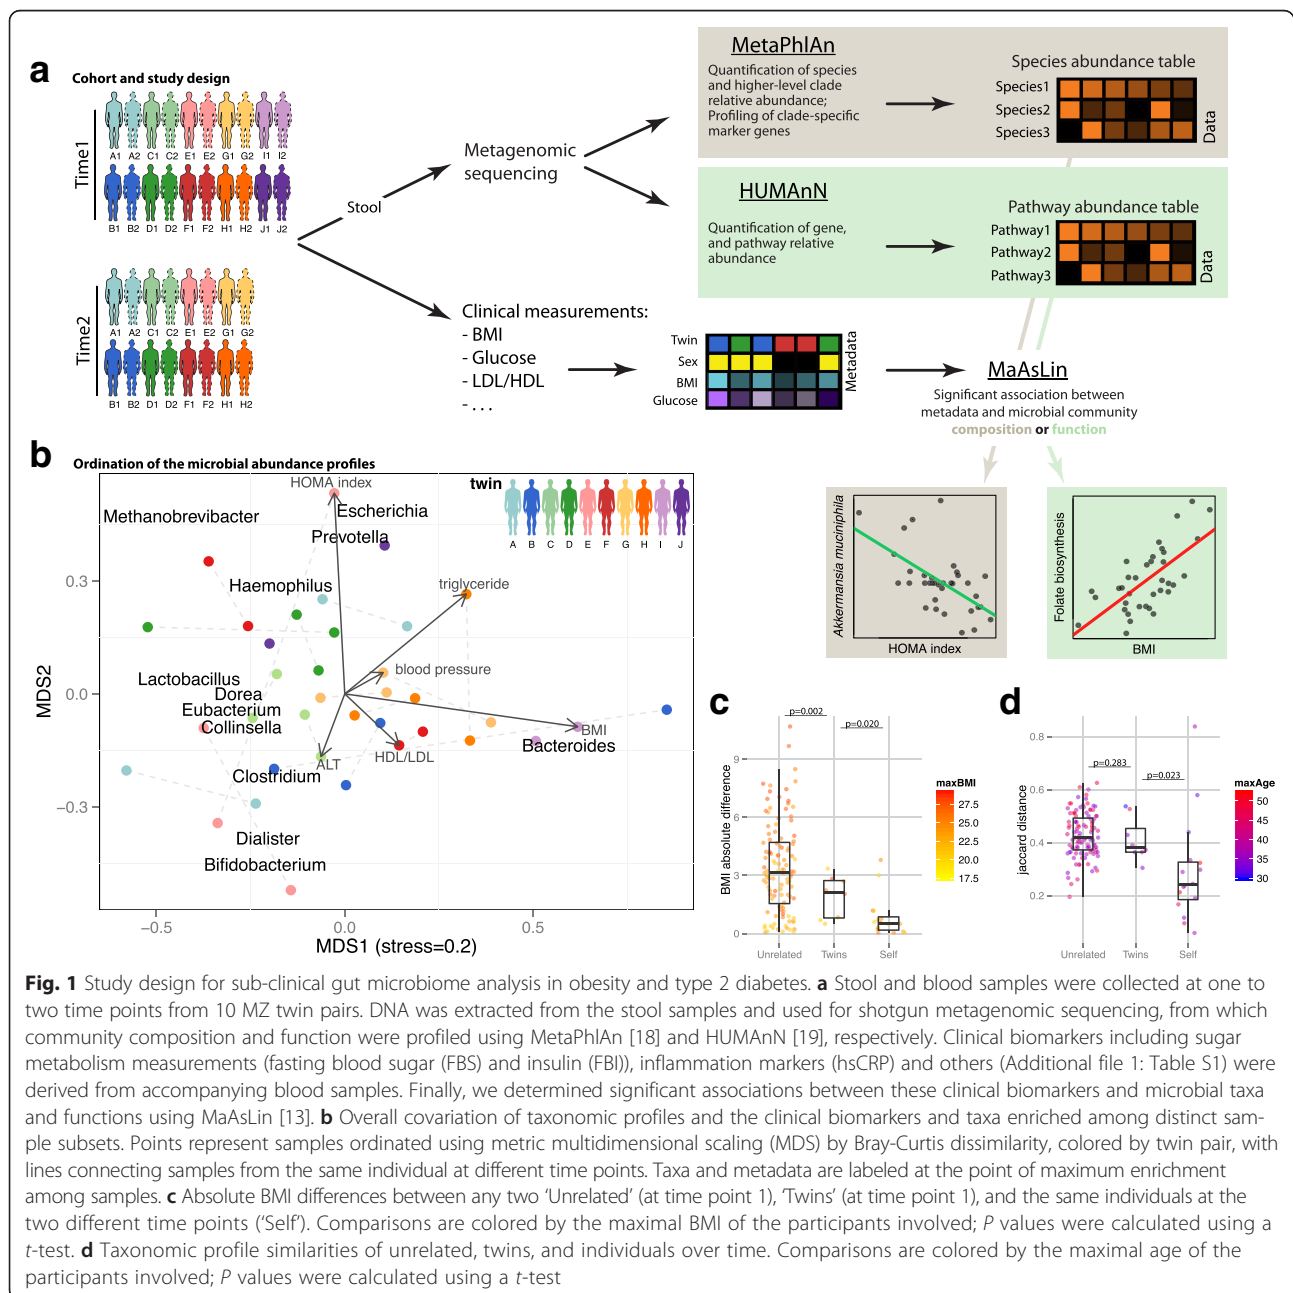 a
Cohort and study design
Time1
A1 A2 C1 C2 E1 E2 G1 G2 I1 I2
B1 B2 D1 D2 F1 F2 H1 H2 J1 J2
Time2
A1 A2 C1 C2 E1 E2 G1 G2
B1 B2 D1 D2 F1 F2 H1 H2
Stool
Metagenomic
sequencing
Clinical measurements:
- BMI
- Glucose
- LDL/HDL
- . . .
MetaPhlAn
Quantification of species
and higher-level clade
relative abundance;
Profiling of clade-specific
marker genes
Species abundance table
Species1
Species2
Species3
Data
HUMAnN
Quantification of gene,
and pathway relative
abundance
Pathway abundance table
Pathway1
Pathway2
Pathway3
Data
Twin
Sex
BMI
Glucose
Metadata
MaAsLin
Significant association between
metadata and microbial community
composition or function
Akkermansia muciniphila
HOMA index
Folate biosynthesis
BMI
b
Ordination of the microbial abundance profiles
twin
A B C D E F G H I J
HOMA index
Methanobrevibacter
Escherichia
Prevotella
Haemophilus
triglyceride
blood pressure
Lactobacillus
Dorea
Eubacterium
Collinsella
BMI
Bacteroides
HDL/LDL
ALT
Clostridium
Dialister
Bifidobacterium
MDS2
0.3
0.0
−0.3
−0.5 0.0 0.5
MDS1 (stress=0.2)
c
p=0.002
p=0.020
BMI absolute difference
9
6
3
0
Unrelated Twins Self
maxBMI
27.5
25.0
22.5
20.0
17.5
d
p=0.283
p=0.023
jaccard distance
0.8
0.6
0.4
0.2
Unrelated Twins Self
maxAge
50
45
40
35
30
Fig. 1 Study design for sub-clinical gut microbiome analysis in obesity and type 2 diabetes. a Stool and blood samples were collected at one to
two time points from 10 MZ twin pairs. DNA was extracted from the stool samples and used for shotgun metagenomic sequencing, from which
community composition and function were profiled using MetaPhlAn [18] and HUMAnN [19], respectively. Clinical biomarkers including sugar
metabolism measurements (fasting blood sugar (FBS) and insulin (FBI)), inflammation markers (hsCRP) and others (Additional file 1: Table S1) were
derived from accompanying blood samples. Finally, we determined significant associations between these clinical biomarkers and microbial taxa
and functions using MaAsLin [13]. b Overall covariation of taxonomic profiles and the clinical biomarkers and taxa enriched among distinct sam-
ple subsets. Points represent samples ordinated using metric multidimensional scaling (MDS) by Bray-Curtis dissimilarity, colored by twin pair, with
lines connecting samples from the same individual at different time points. Taxa and metadata are labeled at the point of maximum enrichment
among samples. c Absolute BMI differences between any two ‘Unrelated’ (at time point 1), ‘Twins’ (at time point 1), and the same individuals at the
two different time points (‘Self’). Comparisons are colored by the maximal BMI of the participants involved; P values were calculated using a
t-test. d Taxonomic profile similarities of unrelated, twins, and individuals over time. Comparisons are colored by the maximal age of the
participants involved; P values were calculated using a t-test